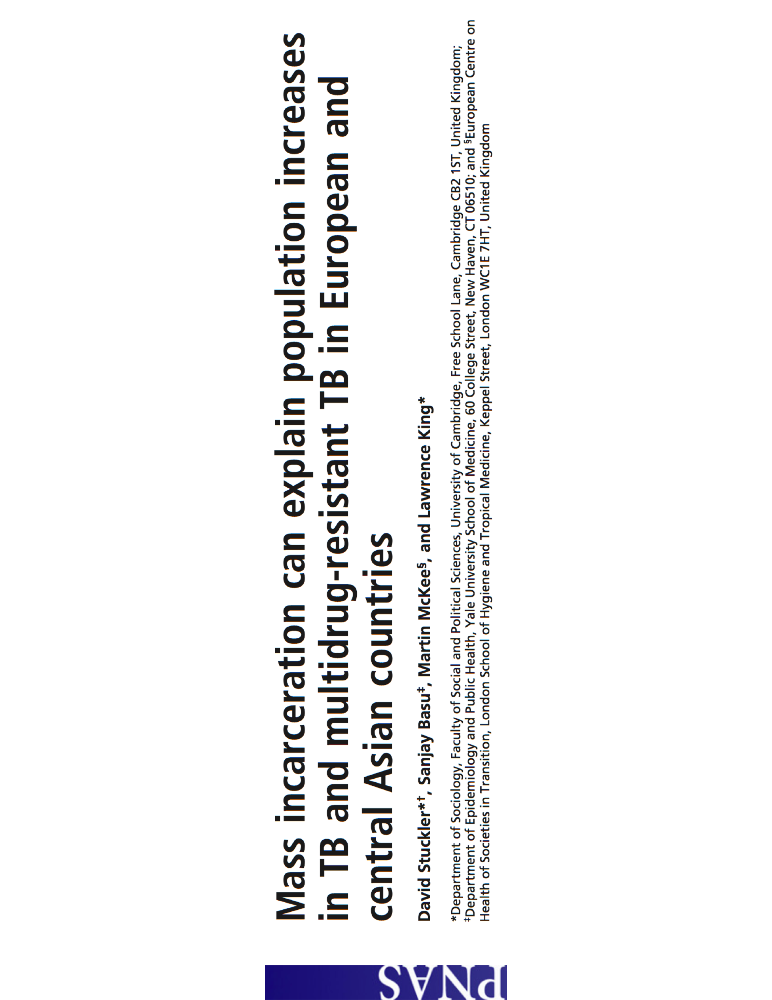 Mass incarceration can explain population increases
in TB and multidrug-resistant TB in European and
central Asian countries
David Stuckler*†, Sanjay Basu‡, Martin McKee§, and Lawrence King*
*Department of Sociology, Faculty of Social and Political Sciences, University of Cambridge, Free School Lane, Cambridge CB2 1ST, United Kingdom;
‡Department of Epidemiology and Public Health, Yale University School of Medicine, 60 College Street, New Haven, CT 06510; and §European Centre on
Health of Societies in Transition, London School of Hygiene and Tropical Medicine, Keppel Street, London WC1E 7HT, United Kingdom
PNAS